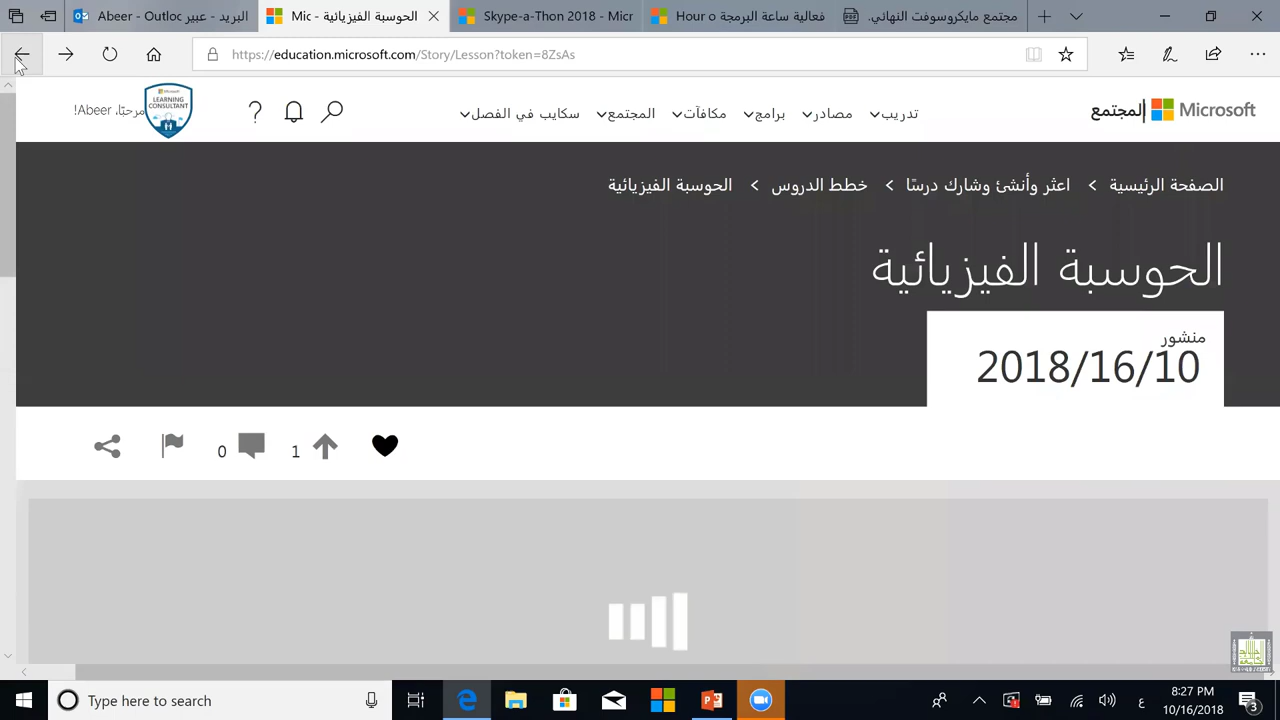 البريد - عبير Abeer - Outloc
الحوسبة الفيزيائية - Mic
Skype-a-Thon 2018 - Micr
فعالية ساعة البرمجة Hour o
مجتمع مايكروسوفت النهائي.
https://education.microsoft.com/Story/Lesson?token=8ZsAs
Microsoft
المجتمع
تدريب
مصادر
برامج
مكافآت
المجتمع
سكايب في الفصل
Microsoft
LEARNING CONSULTANT
مرحبًا، Abeer!
الصفحة الرئيسية > اعثر وأنشئ وشارك درسًا > خطط الدروس > الحوسبة الفيزيائية
الحوسبة الفيزيائية
منشور
2018/16/10
1
0
Type here to search
ع
8:27 PM
10/16/2018
3